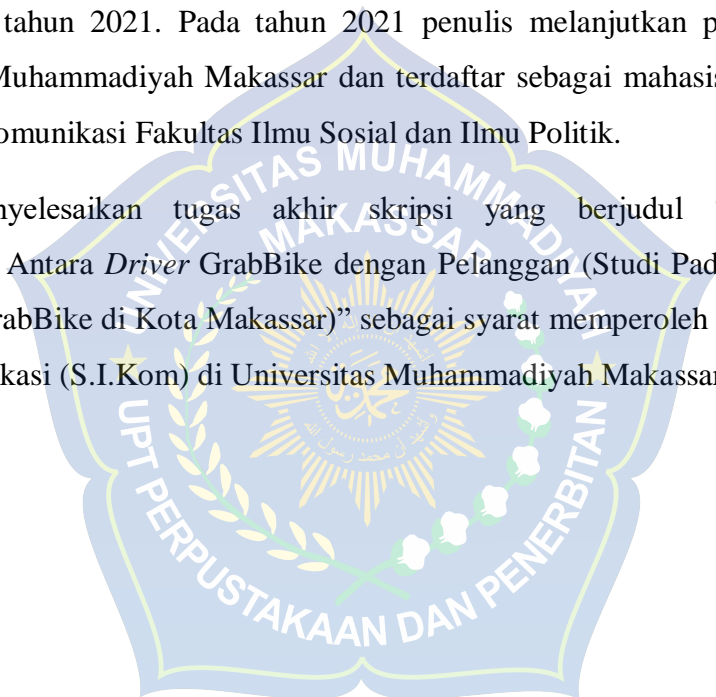 tahun 2021. Pada tahun 2021 penulis melanjutkan p
Muhammadiyah Makassar dan terdaftar sebagai mahasis
omunikasi Fakultas Ilmu Sosial dan Ilmu Politik.
nyelesaikan tugas akhir skripsi yang berjudul "
Antara Driver GrabBike dengan Pelanggan (Studi Pad
rabBike di Kota Makassar)" sebagai syarat memperoleh
kasi (S.I.Kom) di Universitas Muhammadiyah Makassar
UNIVERSITAS MUHAMMADIYAH
MAKASSAR
UPT PERPUSTAKAAN DAN PENERBITAN